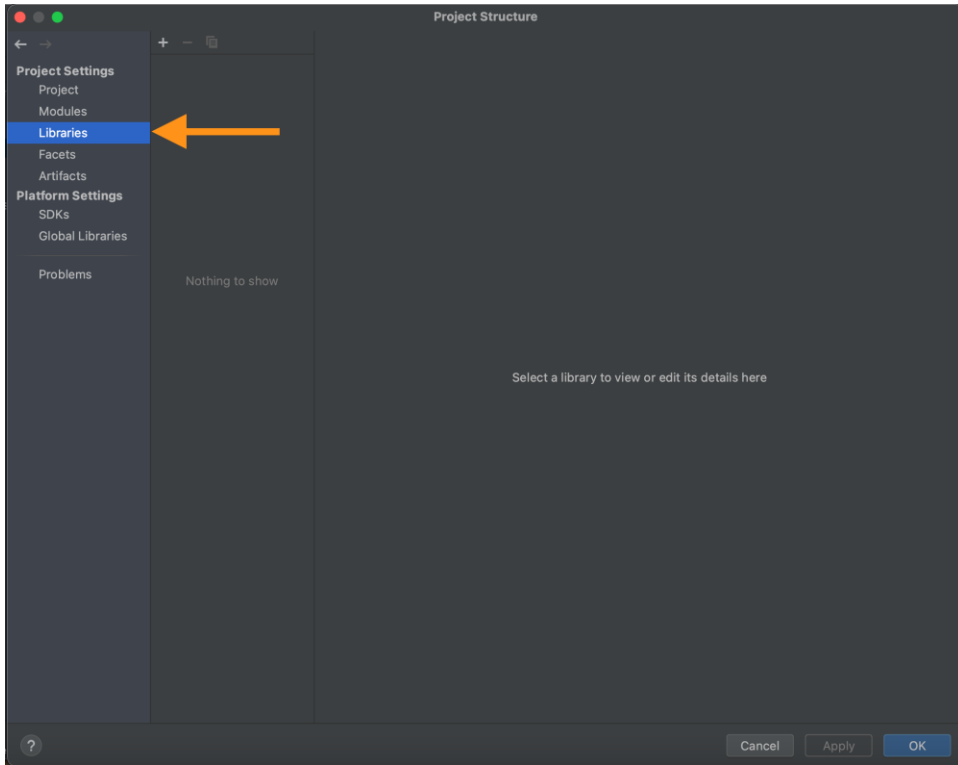 Project Structure
Project Settings
Project
Modules
Libraries
Facets
Artifacts
Platform Settings
SDKs
Global Libraries
Problems
Nothing to show
Select a library to view or edit its details here
?
Cancel
Apply
OK